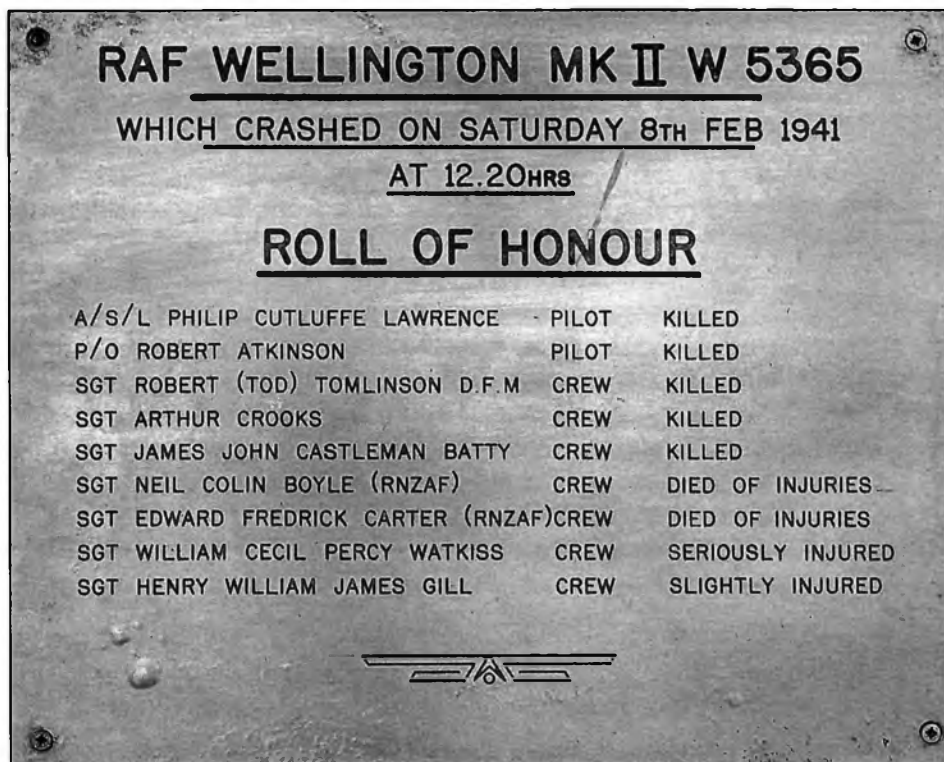 RAF WELLINGTON MK II W 5365
WHICH CRASHED ON SATURDAY 8TH FEB 1941
AT 12.20HRS
ROLL OF HONOUR
A/S/L PHILIP CUTLUFFE LAWRENCE PILOT KILLED
P/O ROBERT ATKINSON PILOT KILLED
SGT ROBERT (TOD) TOMLINSON D.F.M CREW KILLED
SGT ARTHUR CROOKS CREW KILLED
SGT JAMES JOHN CASTLEMAN BATTY CREW KILLED
SGT NEIL COLIN BOYLE (RNZAF) CREW DIED OF INJURIES
SGT EDWARD FREDRICK CARTER (RNZAF) CREW DIED OF INJURIES
SGT WILLIAM CECIL PERCY WATKISS CREW SERIOUSLY INJURED
SGT HENRY WILLIAM JAMES GILL CREW SLIGHTLY INJURED